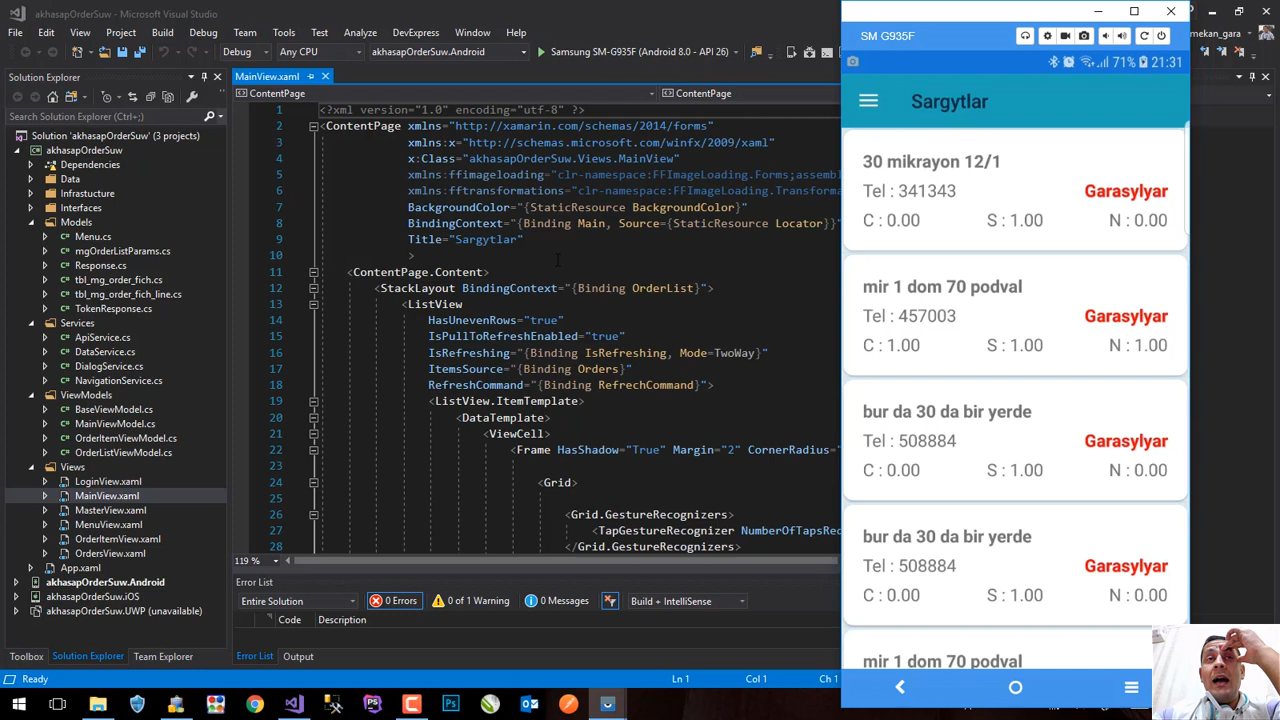 akhasapOrderSuw - Microsoft Visual Studio
mekan_gara
File Edit View Project Build Debug Team Tools Test Analyze DevExpress Window Help
Debug Any CPU akhasapOrderSuw.Android Samsung SM-G935F (Android 8.0 - API 26)
Solution Explorer
Search Solution Explorer (Ctrl+;)
Solution 'akhasapOrderSuw' (3 projects)
akhasapOrderSuw
Dependencies
Data
Infrastucture
Interfaces
Models
Menu.cs
mgOrderListParams.cs
Response.cs
tbl_mg_order_fich.cs
tbl_mg_order_fich_line.cs
TokenResponse.cs
Services
ApiService.cs
DataService.cs
DialogService.cs
NavigationService.cs
ViewModels
BaseViewModel.cs
MainViewModel.cs
OrderItemViewModel.cs
OrderListViewModel.cs
Views
LoginView.xaml
MainView.xaml
MasterView.xaml
MenuView.xaml
OrderItemView.xaml
OrdersView.xaml
App.xaml
akhasapOrderSuw.Android
akhasapOrderSuw.iOS
akhasapOrderSuw.UWP (unavailable)
Toolbox Solution Explorer Team Explorer
MainView.xaml
ContentPage ContentPage
1 <?xml version="1.0" encoding="utf-8" ?>
2 <ContentPage xmlns="http://xamarin.com/schemas/2014/forms"
3 xmlns:x="http://schemas.microsoft.com/winfx/2009/xaml"
4 x:Class="akhasapOrderSuw.Views.MainView"
5 xmlns:ffimageloading="clr-namespace:FFImageLoading.Forms;assembl
6 xmlns:fftransformations="clr-namespace:FFImageLoading.Transforma
7 BackgroundColor="{StaticResource BackgroundColor}"
8 BindingContext="{Binding Main, Source={StaticResource Locator}}"
9 Title="Sargytlar"
10 >
11 <ContentPage.Content>
12 <StackLayout BindingContext="{Binding OrderList}">
13 <ListView
14 HasUnevenRows="true"
15 IsPullToRefreshEnabled="true"
16 IsRefreshing="{Binding IsRefreshing, Mode=TwoWay}"
17 ItemsSource="{Binding Orders}"
18 RefreshCommand="{Binding RefrechCommand}">
19 <ListView.ItemTemplate>
20 <DataTemplate>
21 <ViewCell>
22 <Frame HasShadow="True" Margin="2" CornerRadius="
23
24 <Grid>
25
26 <Grid.GestureRecognizers>
27 <TapGestureRecognizer NumberOfTapsRec
28 </Grid.GestureRecognizers>
119 %
Error List
Entire Solution 0 Errors 0 of 1 Warning 0 Messages Build + IntelliSense
Code Description
Error List Output
Ready Ln 1 Col 1 Ch 1
SM G935F
71% 21:31
Sargytlar
30 mikrayon 12/1
Tel : 341343 Garasylyar
C : 0.00 S : 1.00 N : 0.00
mir 1 dom 70 podval
Tel : 457003 Garasylyar
C : 1.00 S : 1.00 N : 1.00
bur da 30 da bir yerde
Tel : 508884 Garasylyar
C : 0.00 S : 1.00 N : 0.00
bur da 30 da bir yerde
Tel : 508884 Garasylyar
C : 0.00 S : 1.00 N : 0.00
mir 1 dom 70 podval